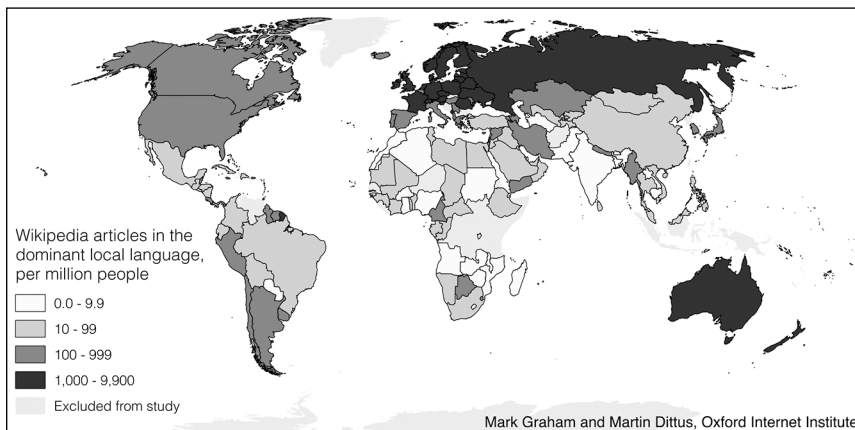 Wikipedia articles in the
dominant local language,
per million people
0.0 - 9.9
10 - 99
100 - 999
1,000 - 9,900
Excluded from study
Mark Graham and Martin Dittus, Oxford Internet Institute